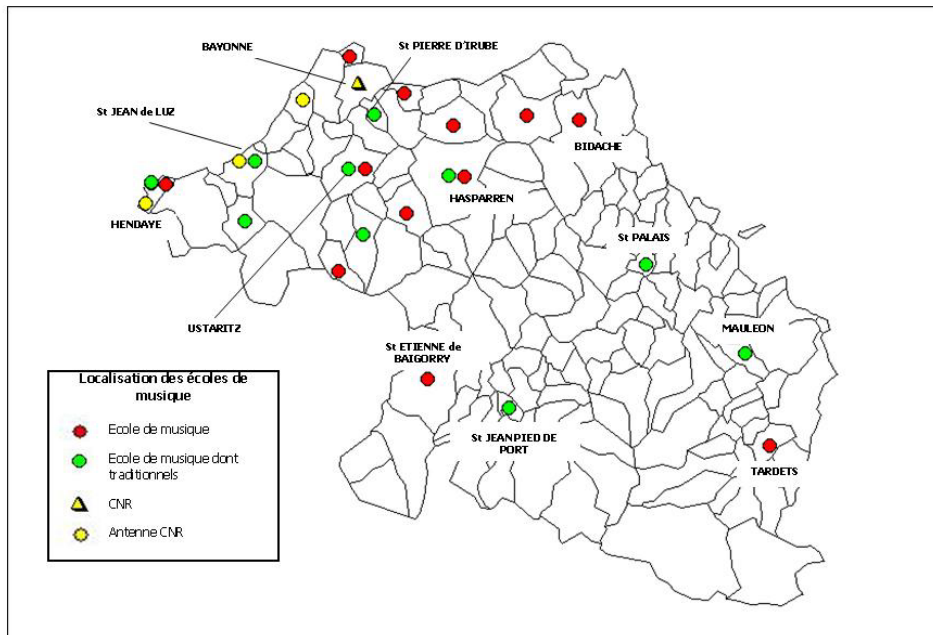 St PIERRE D'IRUBE
BAYONNE
St JEAN de LUZ
BIDACHE
HASPARREN
HENDAYE
St PALAIS
USTARITZ
MAULEON
St ETIENNE de
BAIGORRY
St JEAN PIED DE
PORT
TARDETS
Localisation des écoles de
musique
Ecole de musique
Ecole de musique dont
traditionnels
CNR
Antenne CNR